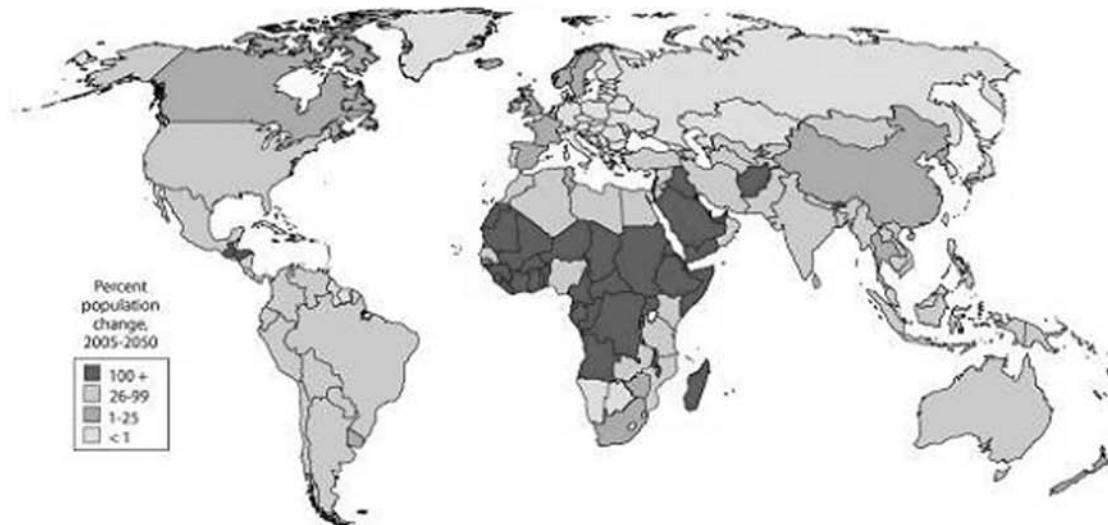 Percent
population
change,
2005-2050
100 +
26-99
1-25
< 1